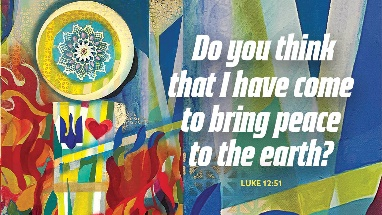 Do you think
that I have come
to bring peace
to the earth?
LUKE 12:51